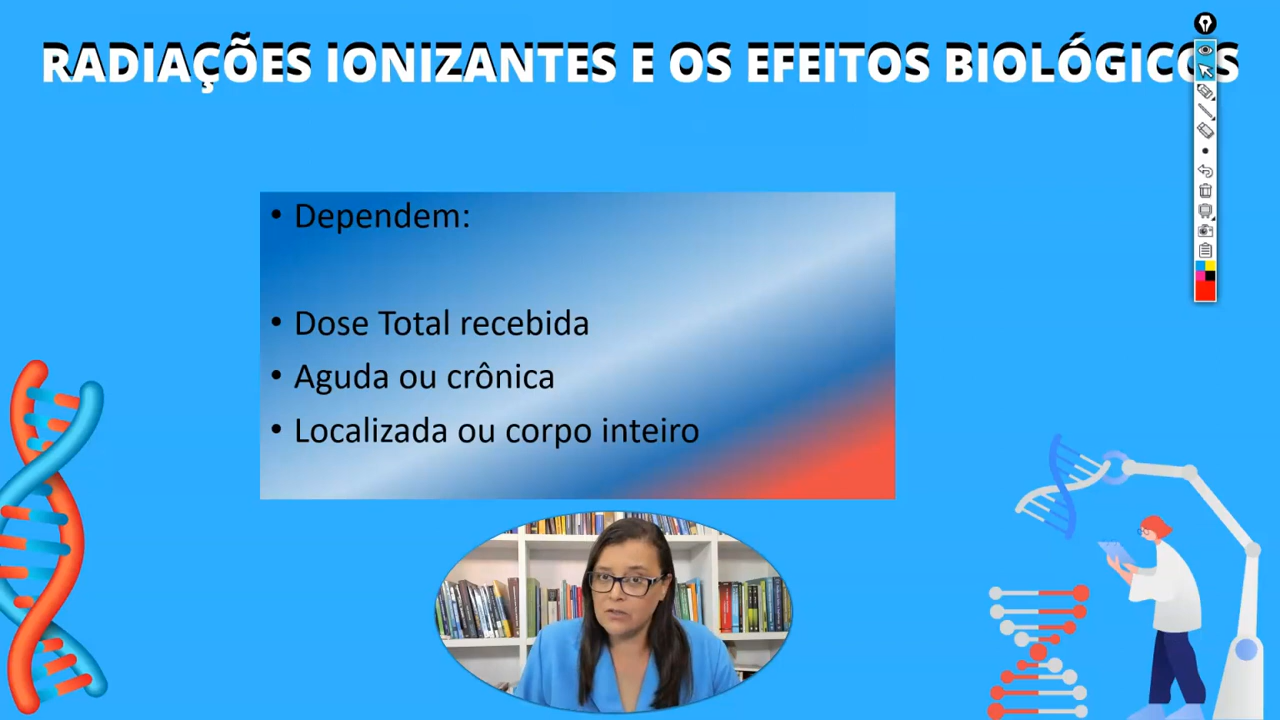 RADIAÇÕES IONIZANTES E OS EFEITOS BIOLÓGICOS
• Dependem:
• Dose Total recebida
• Aguda ou crônica
• Localizada ou corpo inteiro